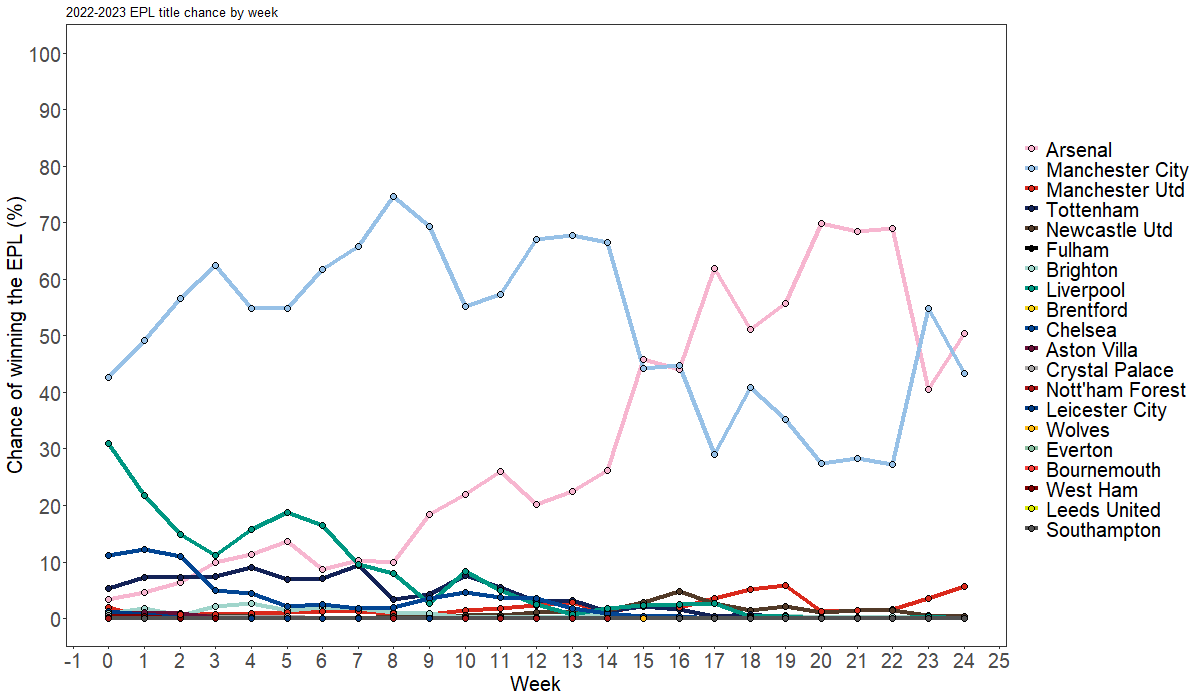 2022-2023 EPL title chance by week
Chance of winning the EPL (%)
100
90
80
70
60
50
40
30
20
10
0
-1 0 1 2 3 4 5 6 7 8 9 10 11 12 13 14 15 16 17 18 19 20 21 22 23 24 25
Week
Arsenal
Manchester City
Manchester Utd
Tottenham
Newcastle Utd
Fulham
Brighton
Liverpool
Brentford
Chelsea
Aston Villa
Crystal Palace
Nott'ham Forest
Leicester City
Wolves
Everton
Bournemouth
West Ham
Leeds United
Southampton